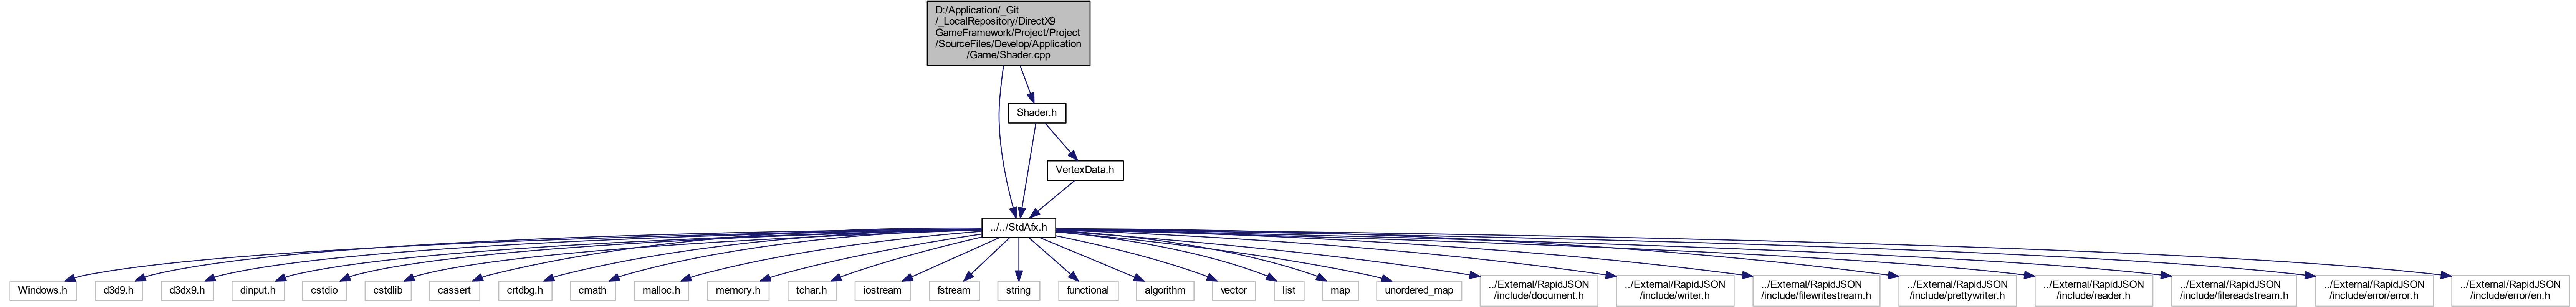 D:/Application/_Git
/_LocalRepository/DirectX9
GameFramework/Project/Project
/SourceFiles/Develop/Application
/Game/Shader.cpp
Shader.h
VertexData.h
../../StdAfx.h
Windows.h
d3d9.h
d3dx9.h
dinput.h
cstdio
cstdlib
cassert
crtdbg.h
cmath
malloc.h
memory.h
tchar.h
iostream
fstream
string
functional
algorithm
vector
list
map
unordered_map
../External/RapidJSON
/include/document.h
../External/RapidJSON
/include/writer.h
../External/RapidJSON
/include/filewritestream.h
../External/RapidJSON
/include/prettywriter.h
../External/RapidJSON
/include/reader.h
../External/RapidJSON
/include/filereadstream.h
../External/RapidJSON
/include/error/error.h
../External/RapidJSON
/include/error/en.h